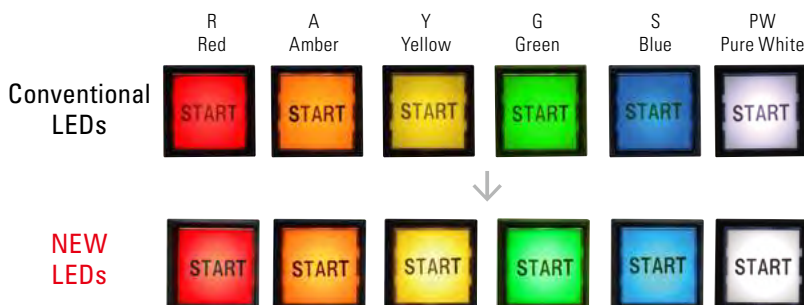 R A Y G S PW
Red Amber Yellow Green Blue Pure White
Conventional
LEDs
START START START START START START
NEW
LEDs
START START START START START START